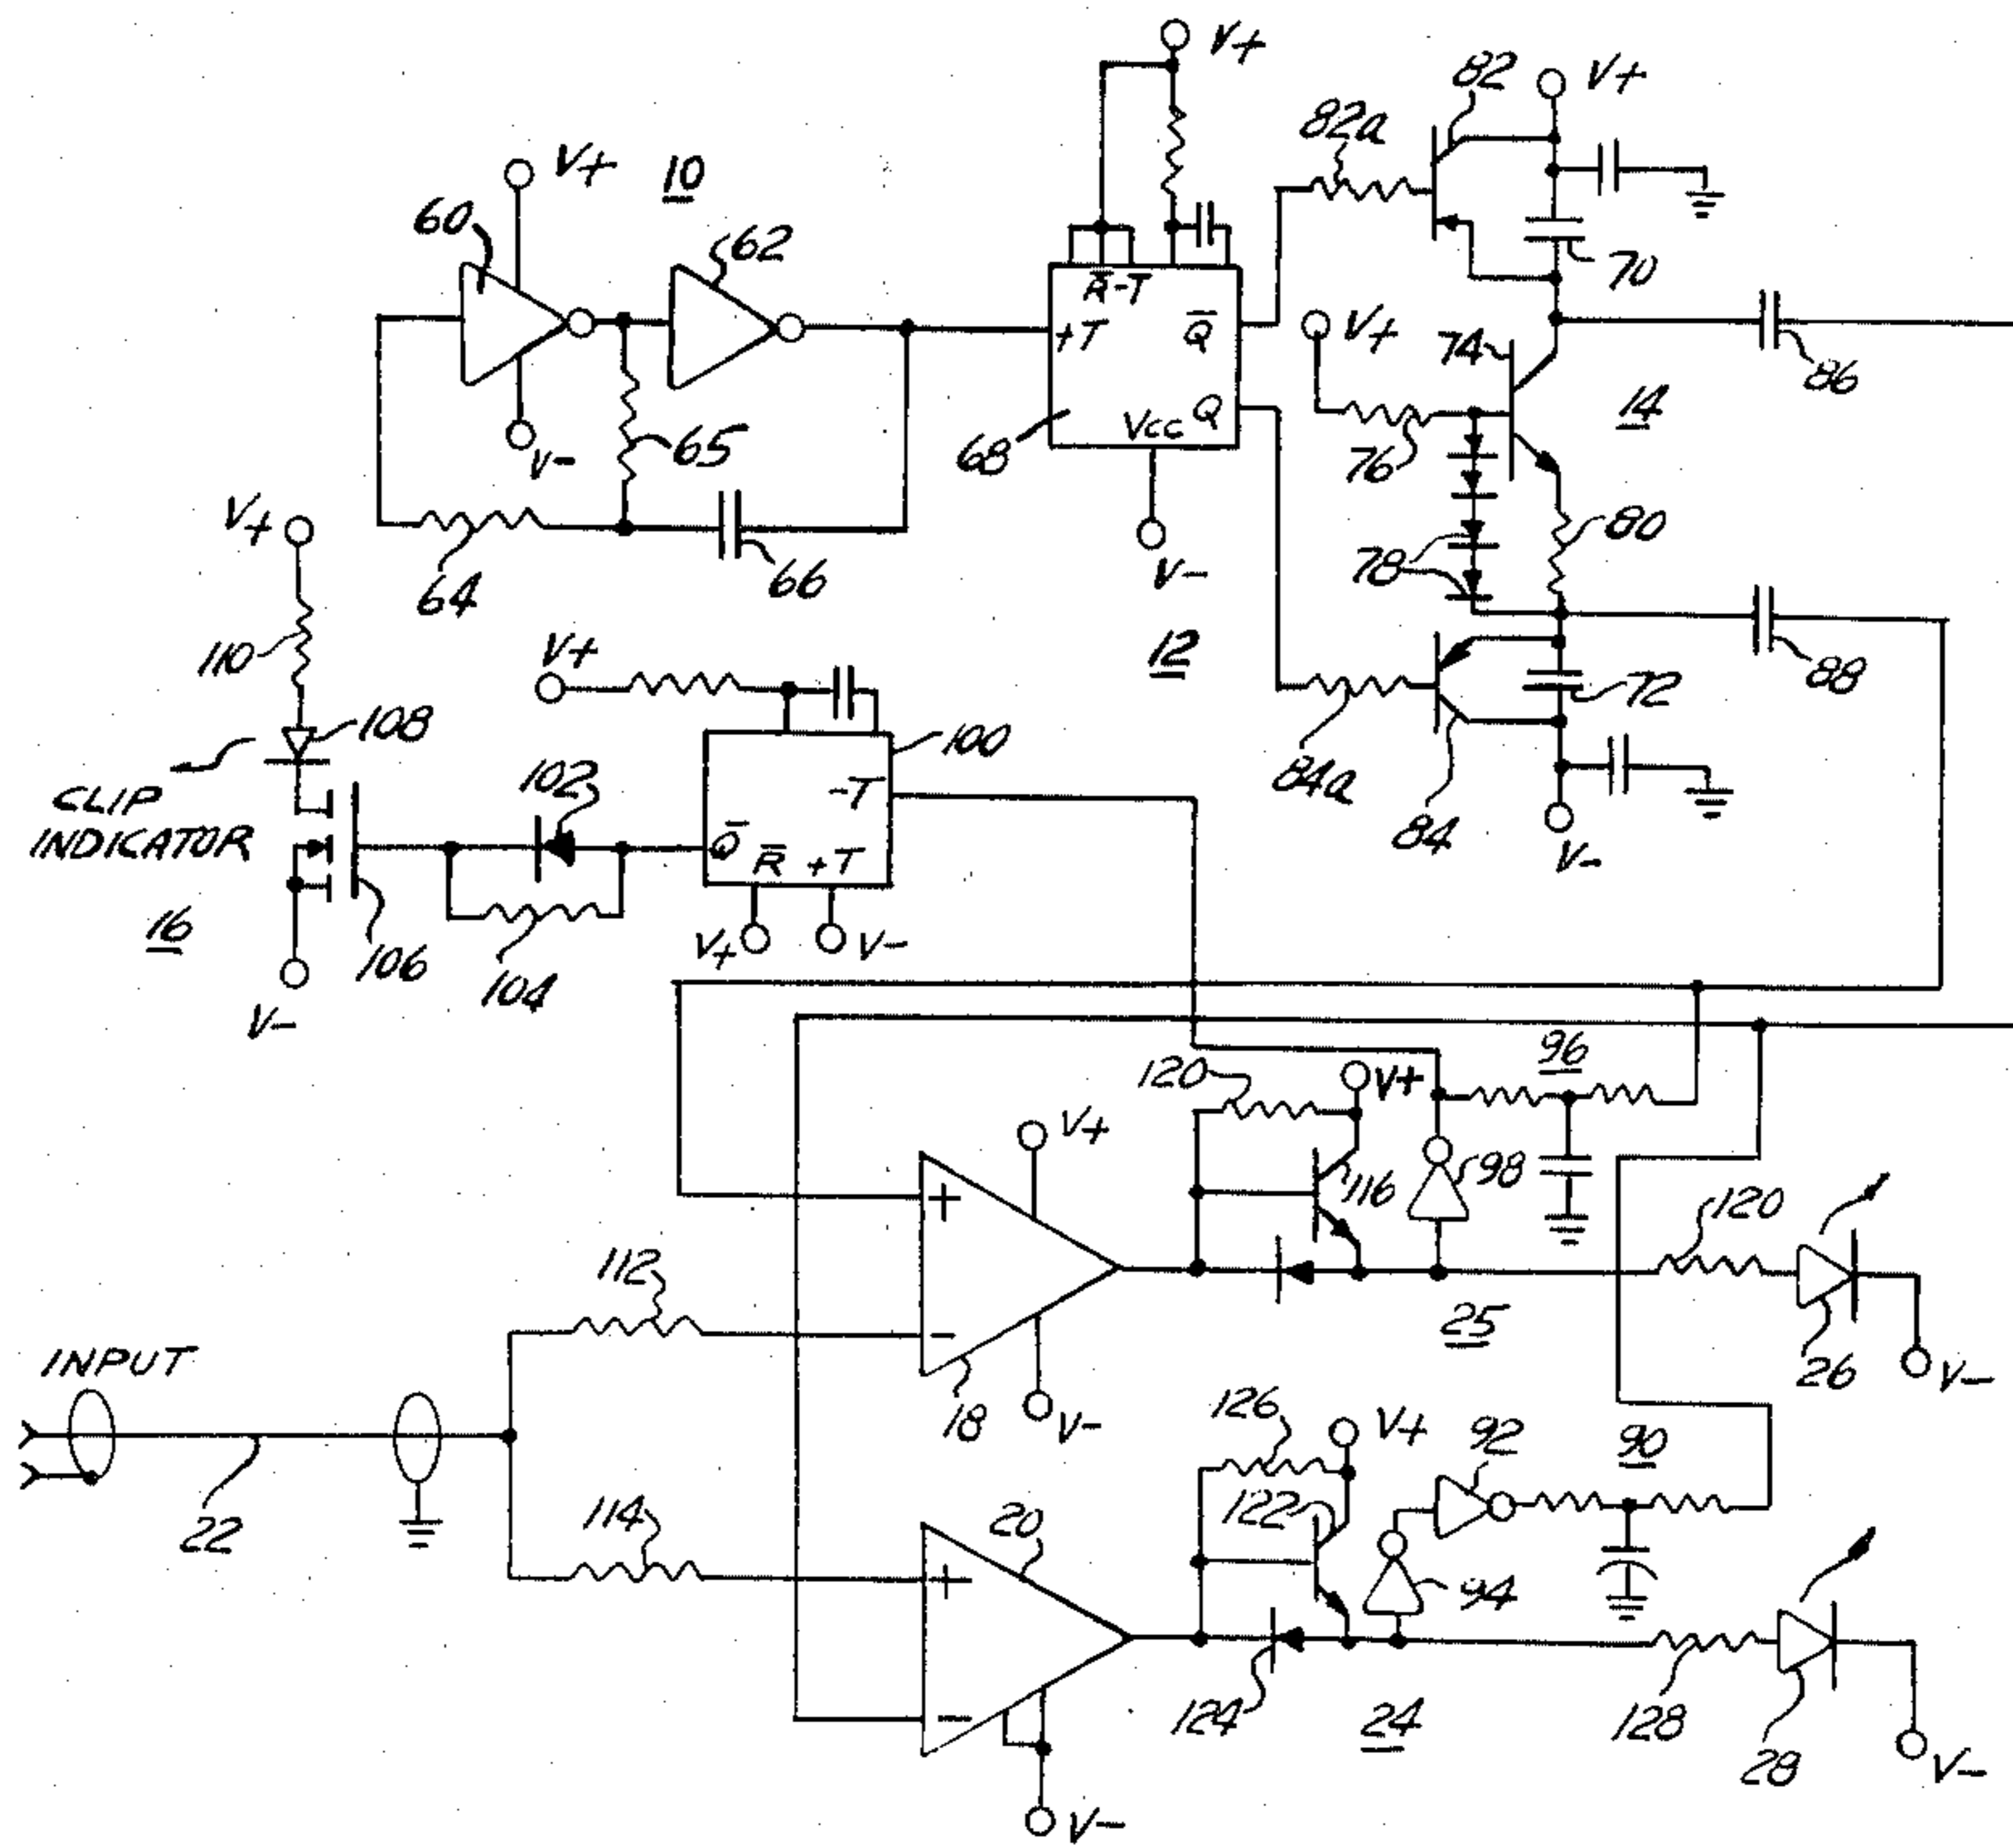 V+
82
V+
82a
V+
10
60
62
R̅ -T
70
+T
Q̅
V+
74
86
14
Q
Vcc
65
68
76
V-
V+
80
78
V-
64
66
110
12
88
V+
72
108
100
102
-T
84a
CLIP
INDICATOR
Q̅
R̅
+T
84
V-
16
106
104
V+
V-
V-
96
120
V+
V+
98
116
+
120
112
-
25
INPUT
26
V-
18
V-
126
V+
92
90
114
20
122
22
+
94
-
124
24
128
28
V-
V-